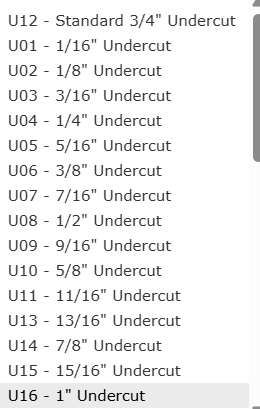 U12 - Standard 3/4" Undercut
U01 - 1/16" Undercut
U02 - 1/8" Undercut
U03 - 3/16" Undercut
U04 - 1/4" Undercut
U05 - 5/16" Undercut
U06 - 3/8" Undercut
U07 - 7/16" Undercut
U08 - 1/2" Undercut
U09 - 9/16" Undercut
U10 - 5/8" Undercut
U11 - 11/16" Undercut
U13 - 13/16" Undercut
U14 - 7/8" Undercut
U15 - 15/16" Undercut
U16 - 1" Undercut